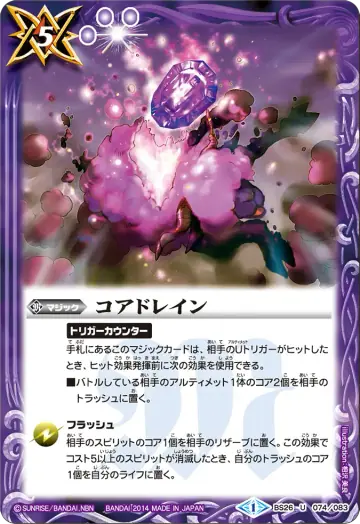 5
マジック コアドレイン
トリガーカウンター
手札にあるこのマジックカードは、相手のUトリガーがヒットし
たとき、ヒット効果発揮前に次の効果を使用できる。
■バトルしている相手のアルティメット1体のコア2個を相手の
トラッシュに置く。
フラッシュ
相手のスピリットのコア1個を相手のリザーブに置く。この効果で
コスト5以上のスピリットが消滅したとき、自分のトラッシュのコア
1個を自分のライフに置く。
©SUNRISE/BANDAI,NBN BANDAI 2014 MADE IN JAPAN 1 BS26 - U 074/083